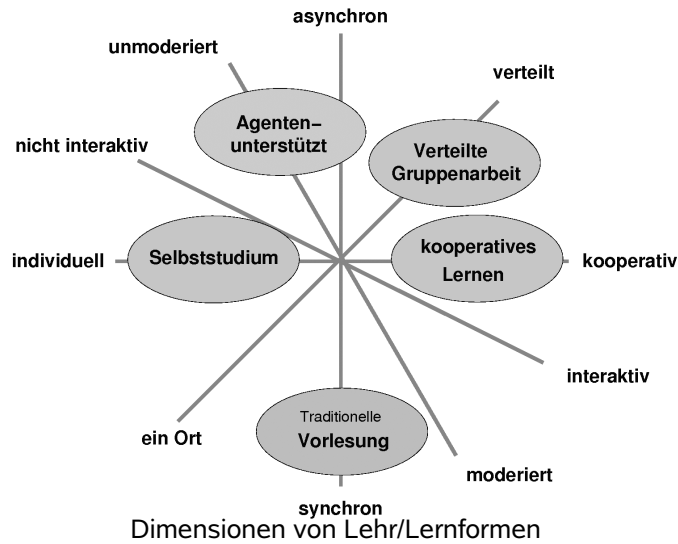 asynchron
unmoderiert
verteilt
Agenten–
unterstützt
nicht interaktiv
Verteilte
Gruppenarbeit
individuell
Selbststudium
kooperatives
Lernen
kooperativ
interaktiv
ein Ort
Traditionelle
Vorlesung
moderiert
synchron
Dimensionen von Lehr/Lernformen